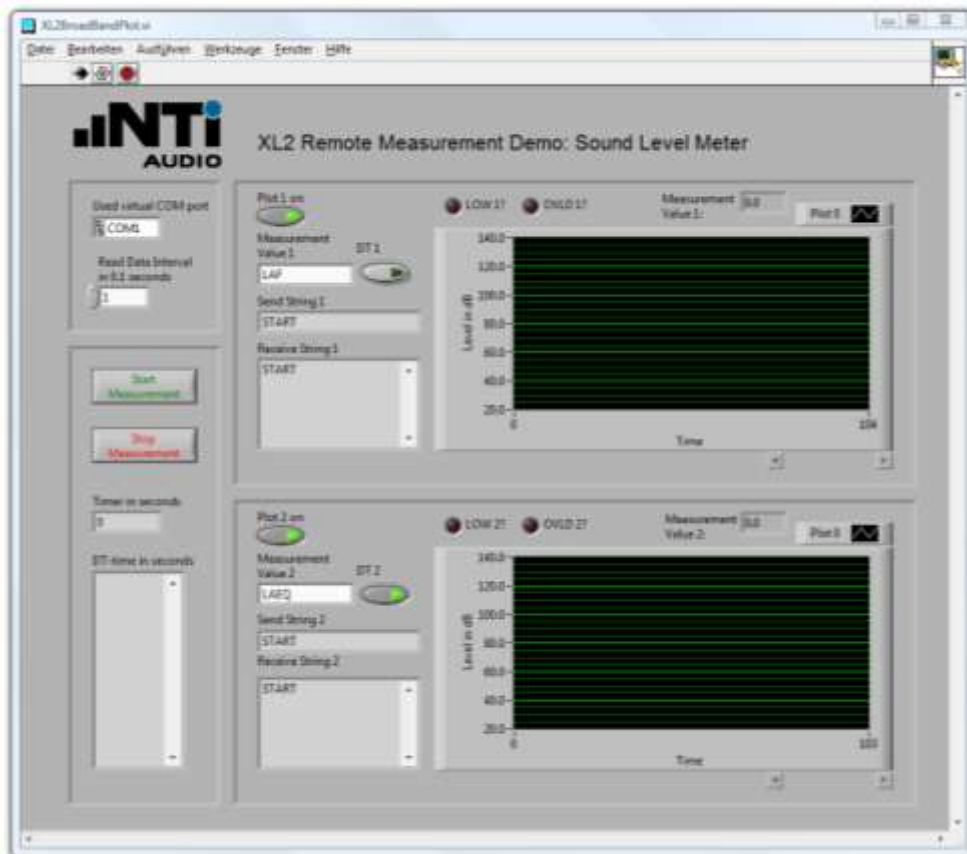 XL2BroadBandPlot.vi
Datei Bearbeiten Ausführen Werkzeuge Fenster Hilfe
NTi
AUDIO
XL2 Remote Measurement Demo: Sound Level Meter
Used virtual COM port
COM1
Read Data Interval
in 0.1 seconds
1
Start
Measurement
Stop
Measurement
Timer in seconds
0
DT-time in seconds
Plot 1 on
Measurement
Value 1
DT 1
LAF
Send String 1
START
Receive String 1
START
LOW 1?
OVLD 1?
Measurement
Value 1:
0.0
Plot 0
Level in dB
140.0
120.0
100.0
80.0
60.0
40.0
20.0
0
104
Time
Plot 2 on
Measurement
Value 2
DT 2
LAEQ
Send String 2
START
Receive String 2
START
LOW 2?
OVLD 2?
Measurement
Value 2:
0.0
Plot 0
Level in dB
140.0
120.0
100.0
80.0
60.0
40.0
20.0
0
103
Time